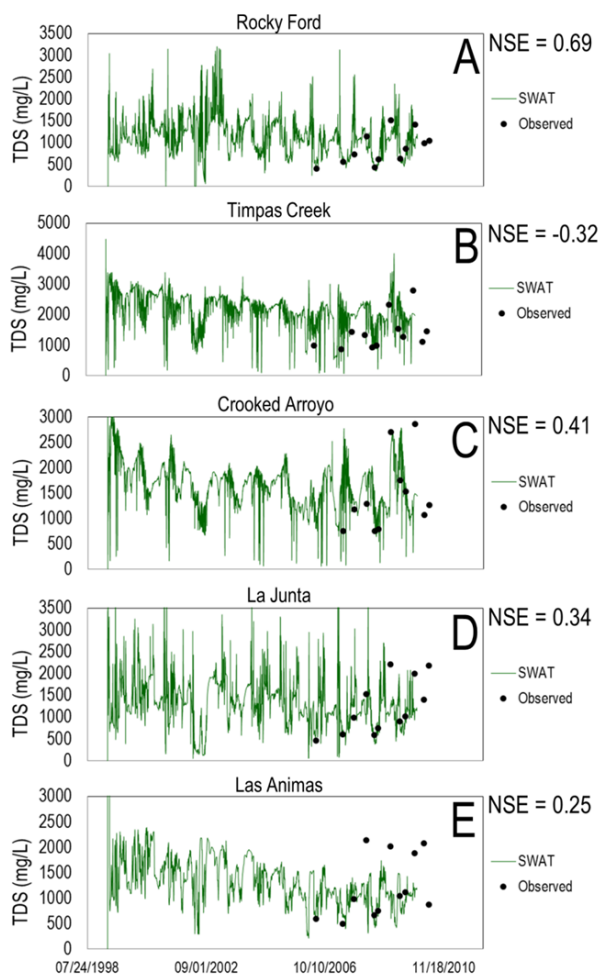 Rocky Ford
A
NSE = 0.69
TDS (mg/L)
3500
3000
2500
2000
1500
1000
500
0
SWAT
Observed
Timpas Creek
B
NSE = -0.32
TDS (mg/L)
5000
4000
3000
2000
1000
0
SWAT
Observed
Crooked Arroyo
C
NSE = 0.41
TDS (mg/L)
3000
2500
2000
1500
1000
500
0
SWAT
Observed
La Junta
D
NSE = 0.34
TDS (mg/L)
3500
3000
2500
2000
1500
1000
500
0
SWAT
Observed
Las Animas
E
NSE = 0.25
TDS (mg/L)
3000
2500
2000
1500
1000
500
0
SWAT
Observed
07/24/1998 09/01/2002 10/10/2006 11/18/2010